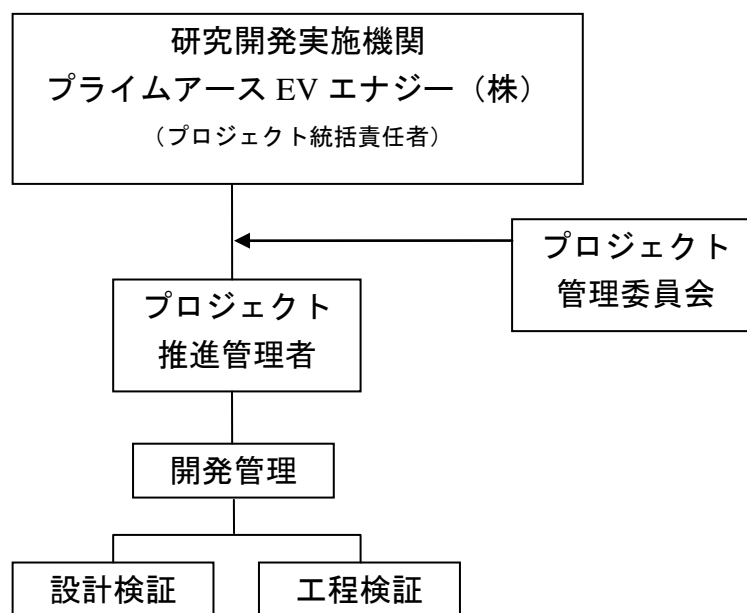 研究開発実施機関
プライムアース EV エナジー（株）
（プロジェクト統括責任者）
プロジェクト
管理委員会
プロジェクト
推進管理者
開発管理
設計検証
工程検証